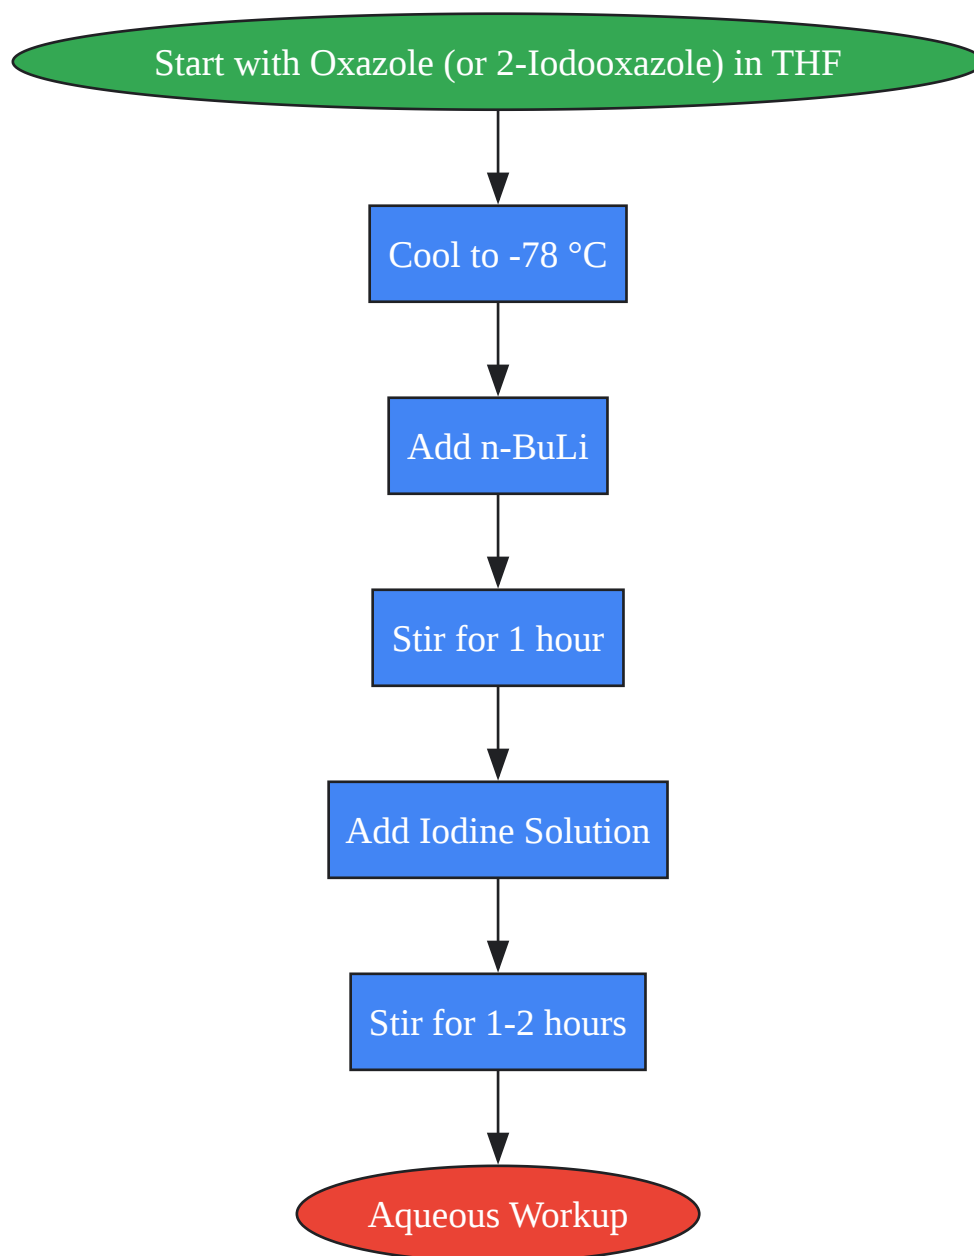 Start with Oxazole (or 2-Iodooxazole) in THF
Cool to -78 °C
Add n-BuLi
Stir for 1 hour
Add Iodine Solution
Stir for 1-2 hours
Aqueous Workup